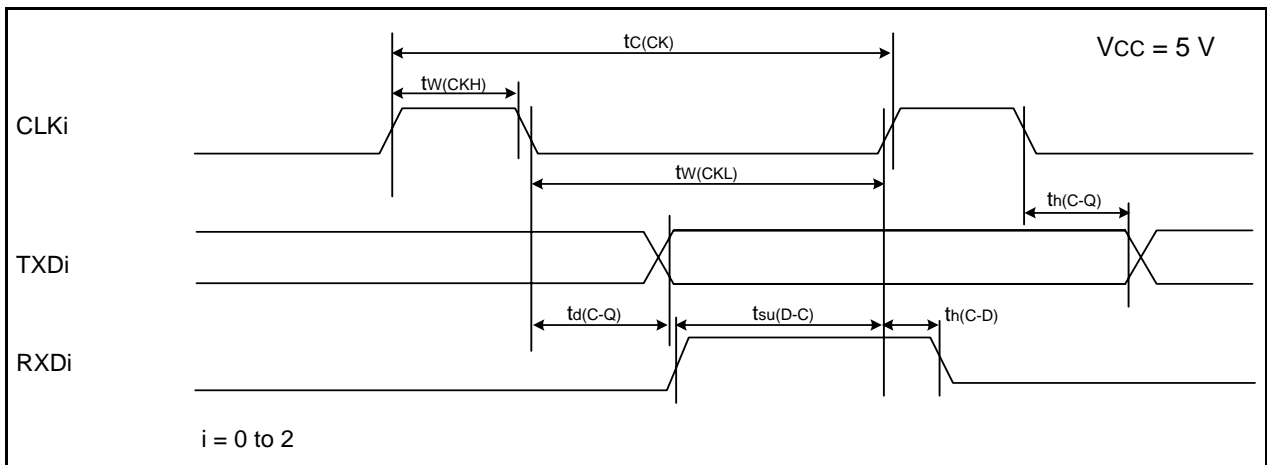 tC(CK)
VCC = 5 V
tW(CKH)
CLKi
tW(CKL)
th(C-Q)
TXDi
td(C-Q)
tsu(D-C)
th(C-D)
RXDi
i = 0 to 2